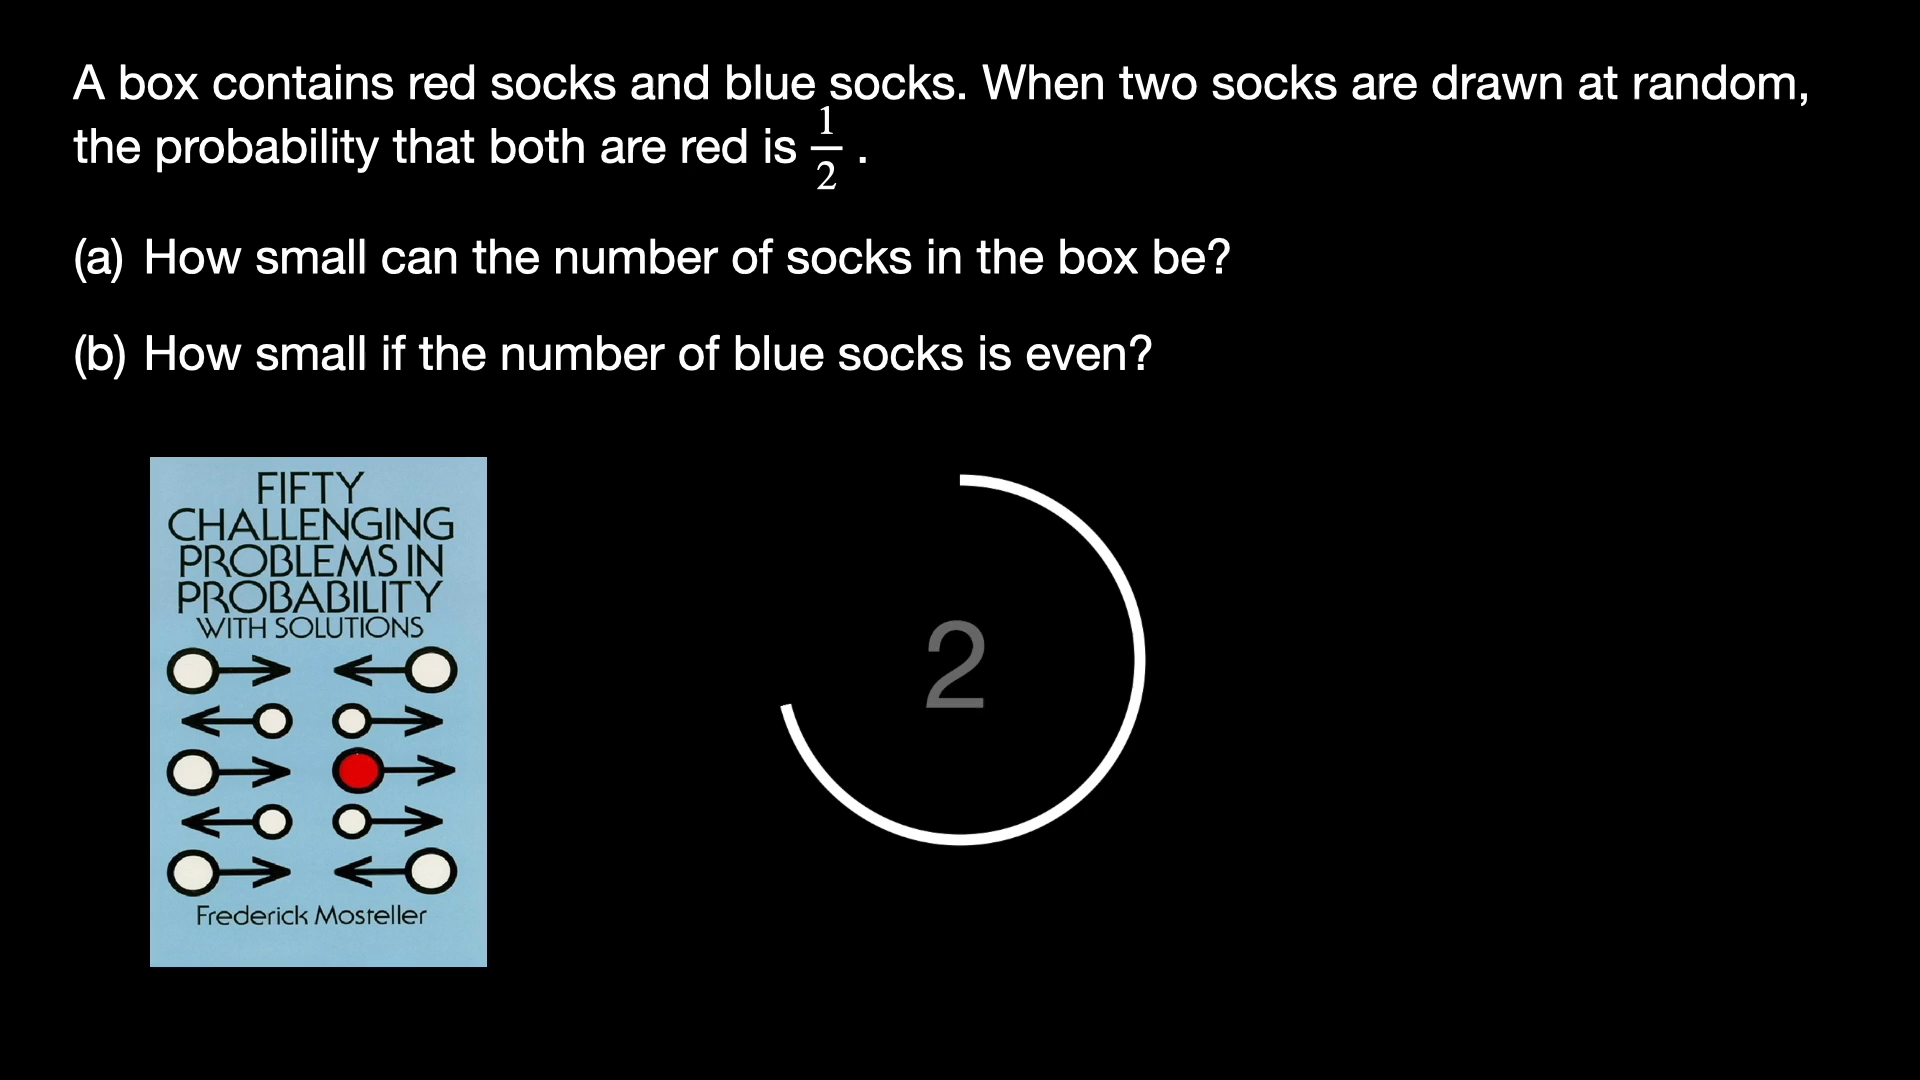 A box contains red socks and blue socks. When two socks are drawn at random,
the probability that both are red is 1/2 .
(a) How small can the number of socks in the box be?
(b) How small if the number of blue socks is even?
FIFTY
CHALLENGING
PROBLEMS IN
PROBABILITY
WITH SOLUTIONS
Frederick Mosteller
2